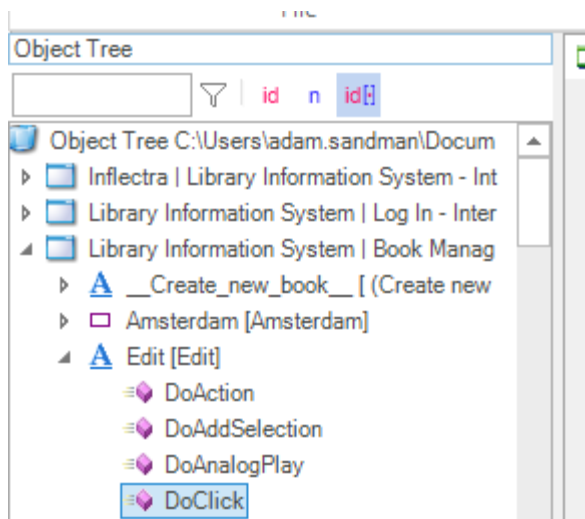 Object Tree
id n id[·]
Object Tree C:\Users\adam.sandman\Docum
Inflectra | Library Information System - Int
Library Information System | Log In - Inter
Library Information System | Book Manag
A __Create_new_book__ [ (Create new
Amsterdam [Amsterdam]
A Edit [Edit]
DoAction
DoAddSelection
DoAnalogPlay
DoClick